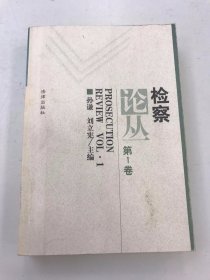 检察
论丛
第1卷
PROSECUTION
REVIEW VOL·1
■孙谦 刘立宪/主编
法律出版社